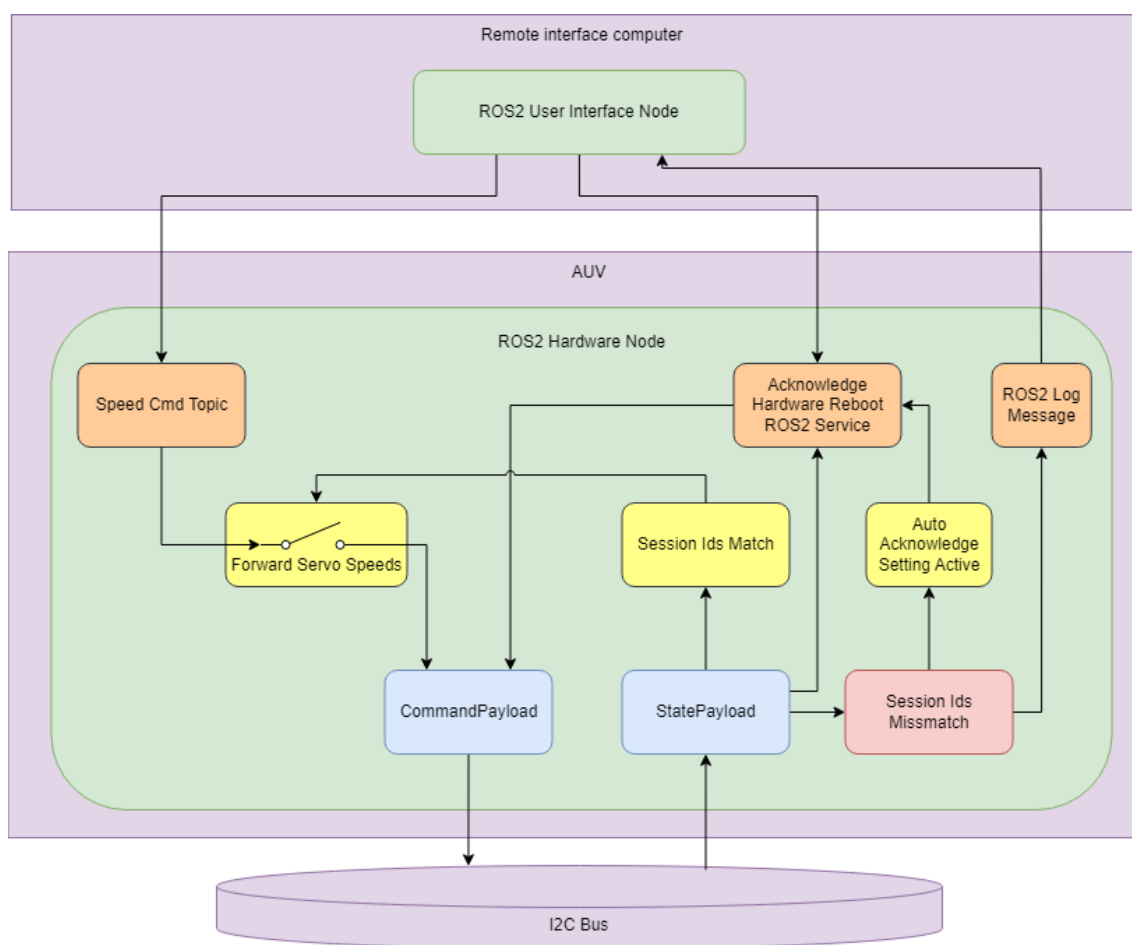 Remote interface computer
ROS2 User Interface Node
AUV
ROS2 Hardware Node
Speed Cmd Topic
Acknowledge
Hardware Reboot
ROS2 Service
ROS2 Log
Message
Forward Servo Speeds
Session Ids Match
Auto
Acknowledge
Setting Active
CommandPayload
StatePayload
Session Ids
Missmatch
I2C Bus